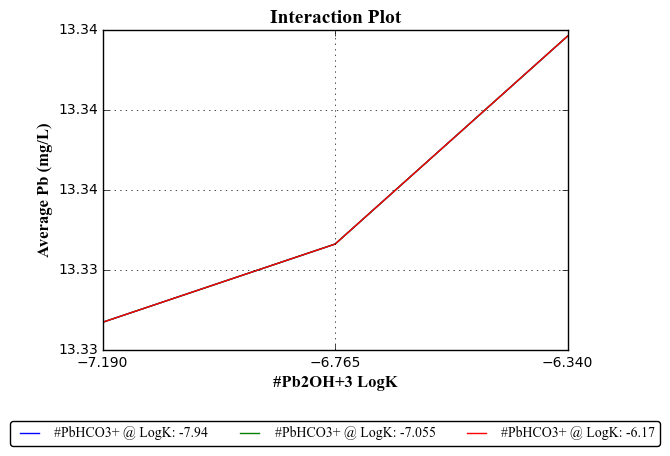 Interaction Plot
13.34
13.34
13.34
13.33
13.33
Average Pb (mg/L)
−7.190 −6.765 −6.340
#Pb2OH+3 LogK
#PbHCO3+ @ LogK: -7.94 #PbHCO3+ @ LogK: -7.055 #PbHCO3+ @ LogK: -6.17